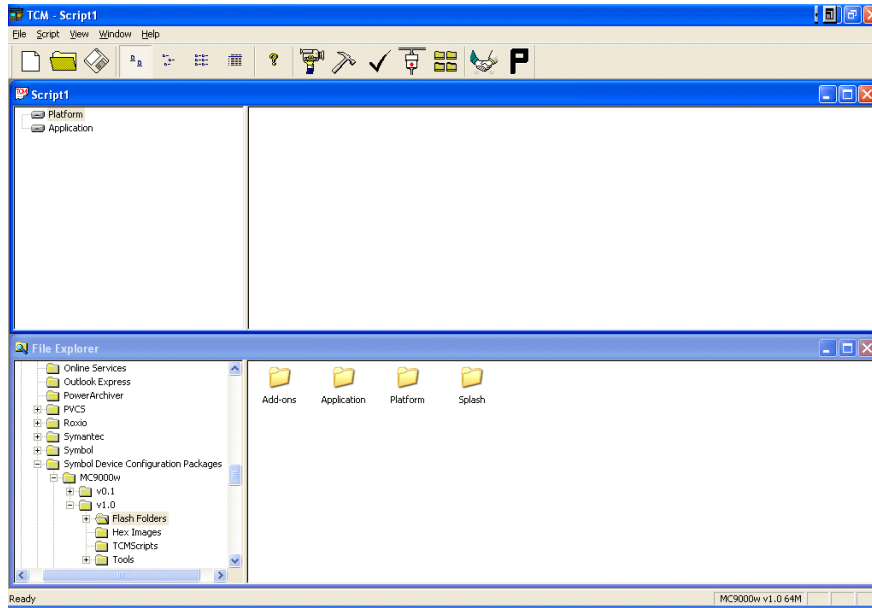 TCM - Script1
File Script View Window Help
P
Script1
Platform
Application
File Explorer
Online Services
Outlook Express
PowerArchiver
PVCS
Roxio
Symantec
Symbol
Symbol Device Configuration Packages
MC9000w
v0.1
v1.0
Flash Folders
Hex Images
TCMScripts
Tools
Add-ons Application Platform Splash
Ready MC9000w v1.0 64M